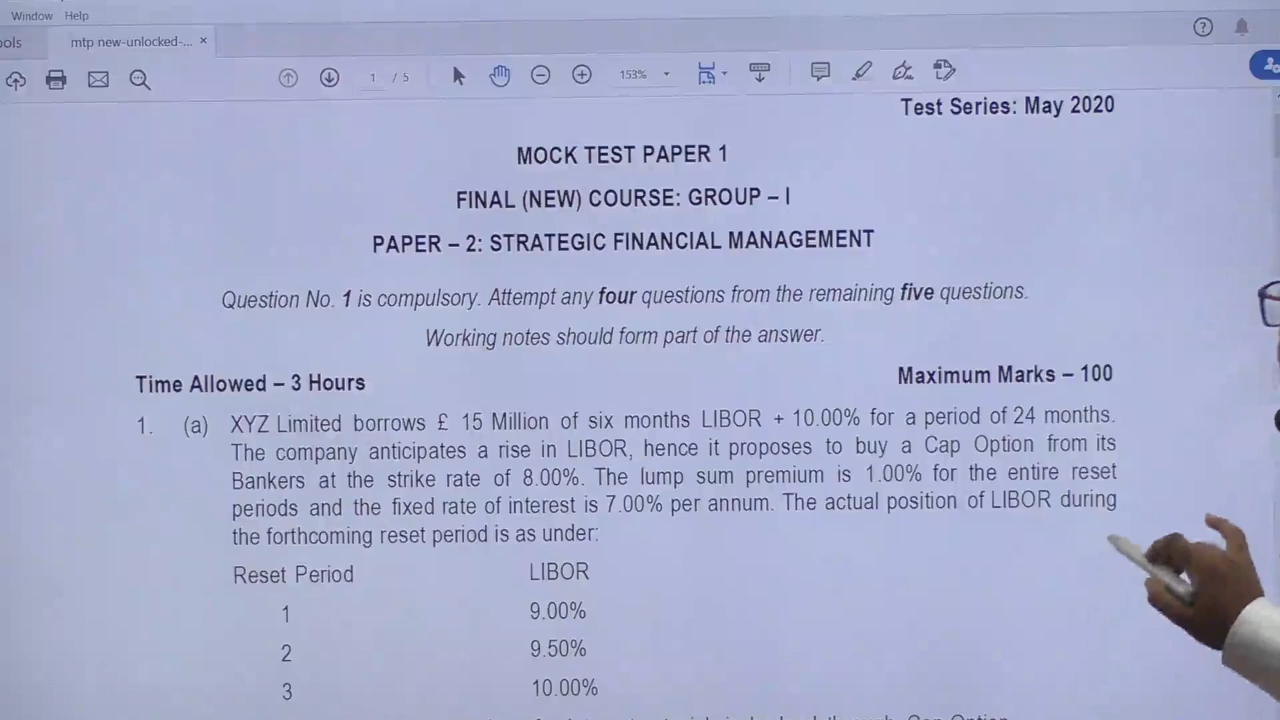 Window Help
ools mtp new-unlocked-... ×
1 / 5 153%
Test Series: May 2020
MOCK TEST PAPER 1
FINAL (NEW) COURSE: GROUP – I
PAPER – 2: STRATEGIC FINANCIAL MANAGEMENT
Question No. 1 is compulsory. Attempt any four questions from the remaining five questions.
Working notes should form part of the answer.
Time Allowed – 3 Hours Maximum Marks – 100
1. (a) XYZ Limited borrows £ 15 Million of six months LIBOR + 10.00% for a period of 24 months.
The company anticipates a rise in LIBOR, hence it proposes to buy a Cap Option from its
Bankers at the strike rate of 8.00%. The lump sum premium is 1.00% for the entire reset
periods and the fixed rate of interest is 7.00% per annum. The actual position of LIBOR during
the forthcoming reset period is as under:
Reset Period LIBOR
1 9.00%
2 9.50%
3 10.00%